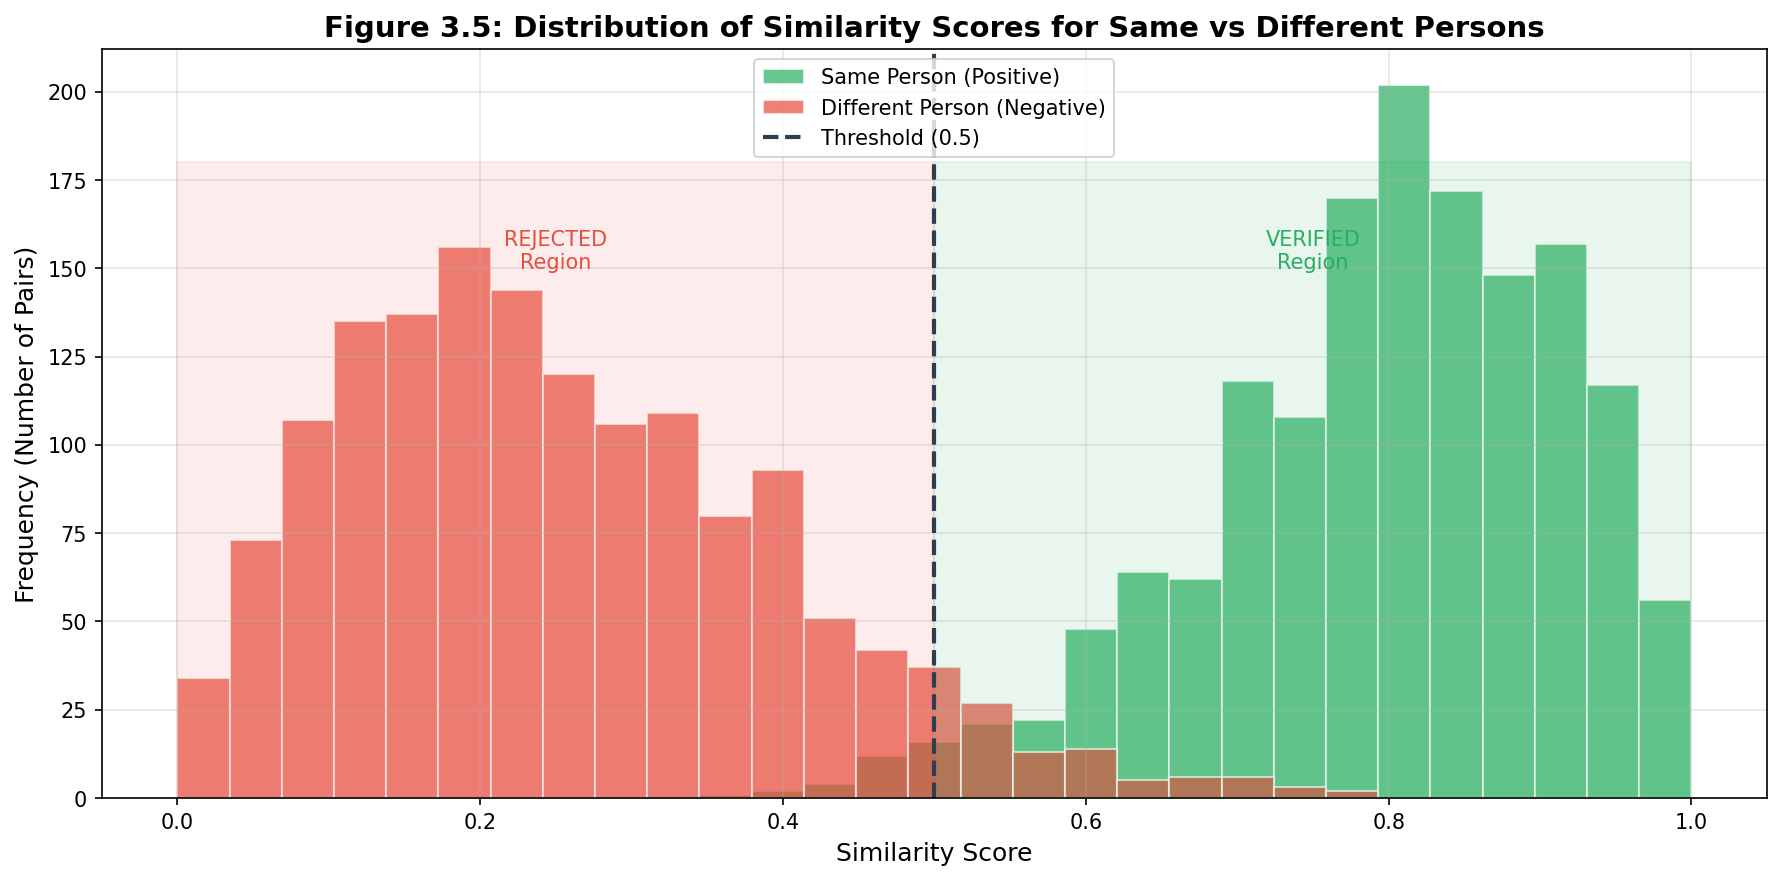 Figure 3.5: Distribution of Similarity Scores for Same vs Different Persons
Same Person (Positive)
Different Person (Negative)
Threshold (0.5)
REJECTED
Region
VERIFIED
Region
Frequency (Number of Pairs)
200
175
150
125
100
75
50
25
0
0.0
0.2
0.4
0.6
0.8
1.0
Similarity Score